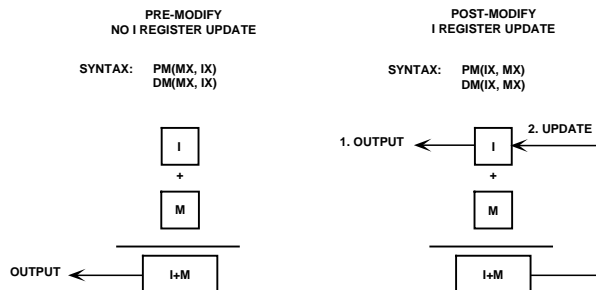 PRE-MODIFY
NO I REGISTER UPDATE
SYNTAX: PM(MX, IX)
DM(MX, IX)
I
+
M
OUTPUT
I+M
POST-MODIFY
I REGISTER UPDATE
SYNTAX: PM(IX, MX)
DM(IX, MX)
1. OUTPUT
I
2. UPDATE
+
M
I+M